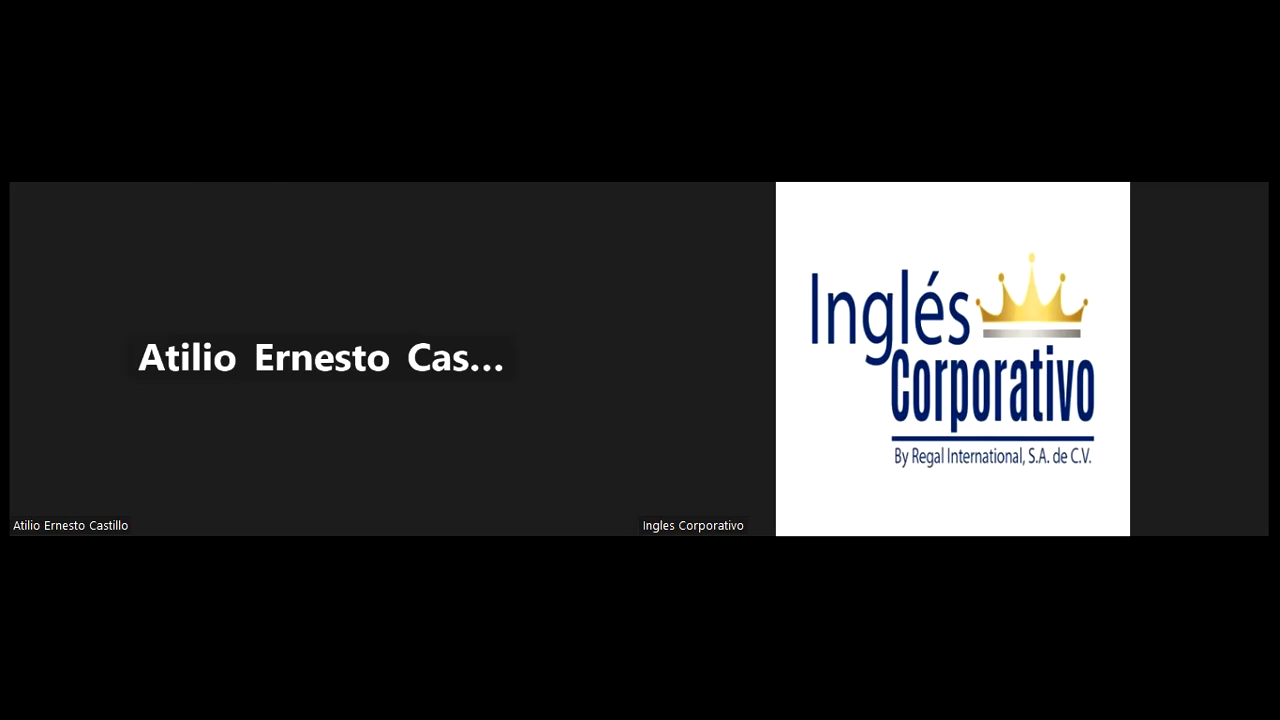 Atilio Ernesto Cas...
Atilio Ernesto Castillo
Inglés
Corporativo
By Regal International, S.A. de C.V.
Ingles Corporativo